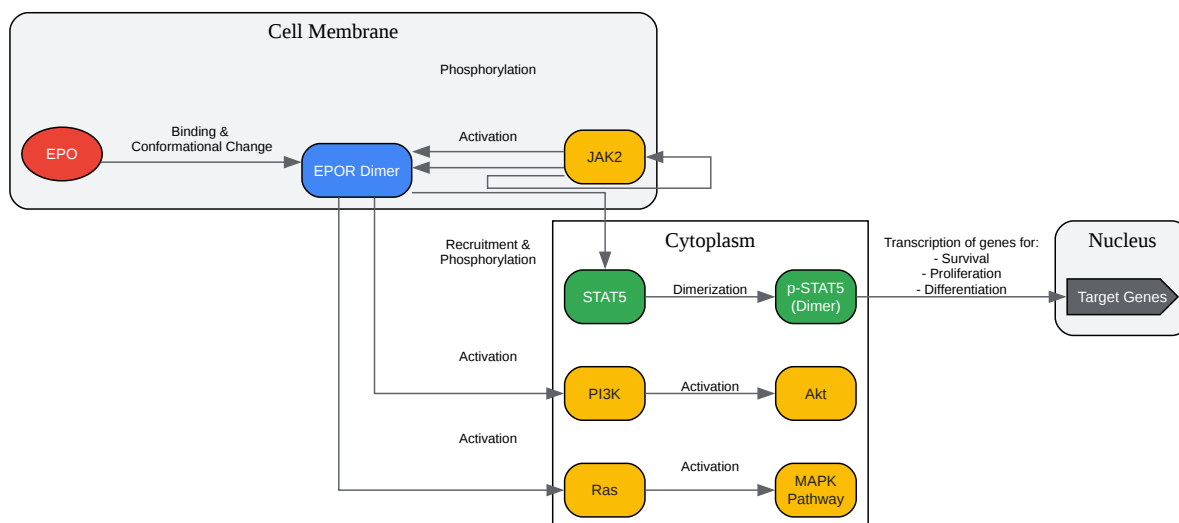 Cell Membrane
Phosphorylation
Binding &
Conformational Change
Activation
EPO
EPOR Dimer
JAK2
Recruitment &
Phosphorylation
Cytoplasm
Transcription of genes for:
- Survival
- Proliferation
- Differentiation
Nucleus
STAT5
Dimerization
p-STAT5
(Dimer)
Target Genes
Activation
PI3K
Activation
Akt
Activation
Ras
Activation
MAPK
Pathway